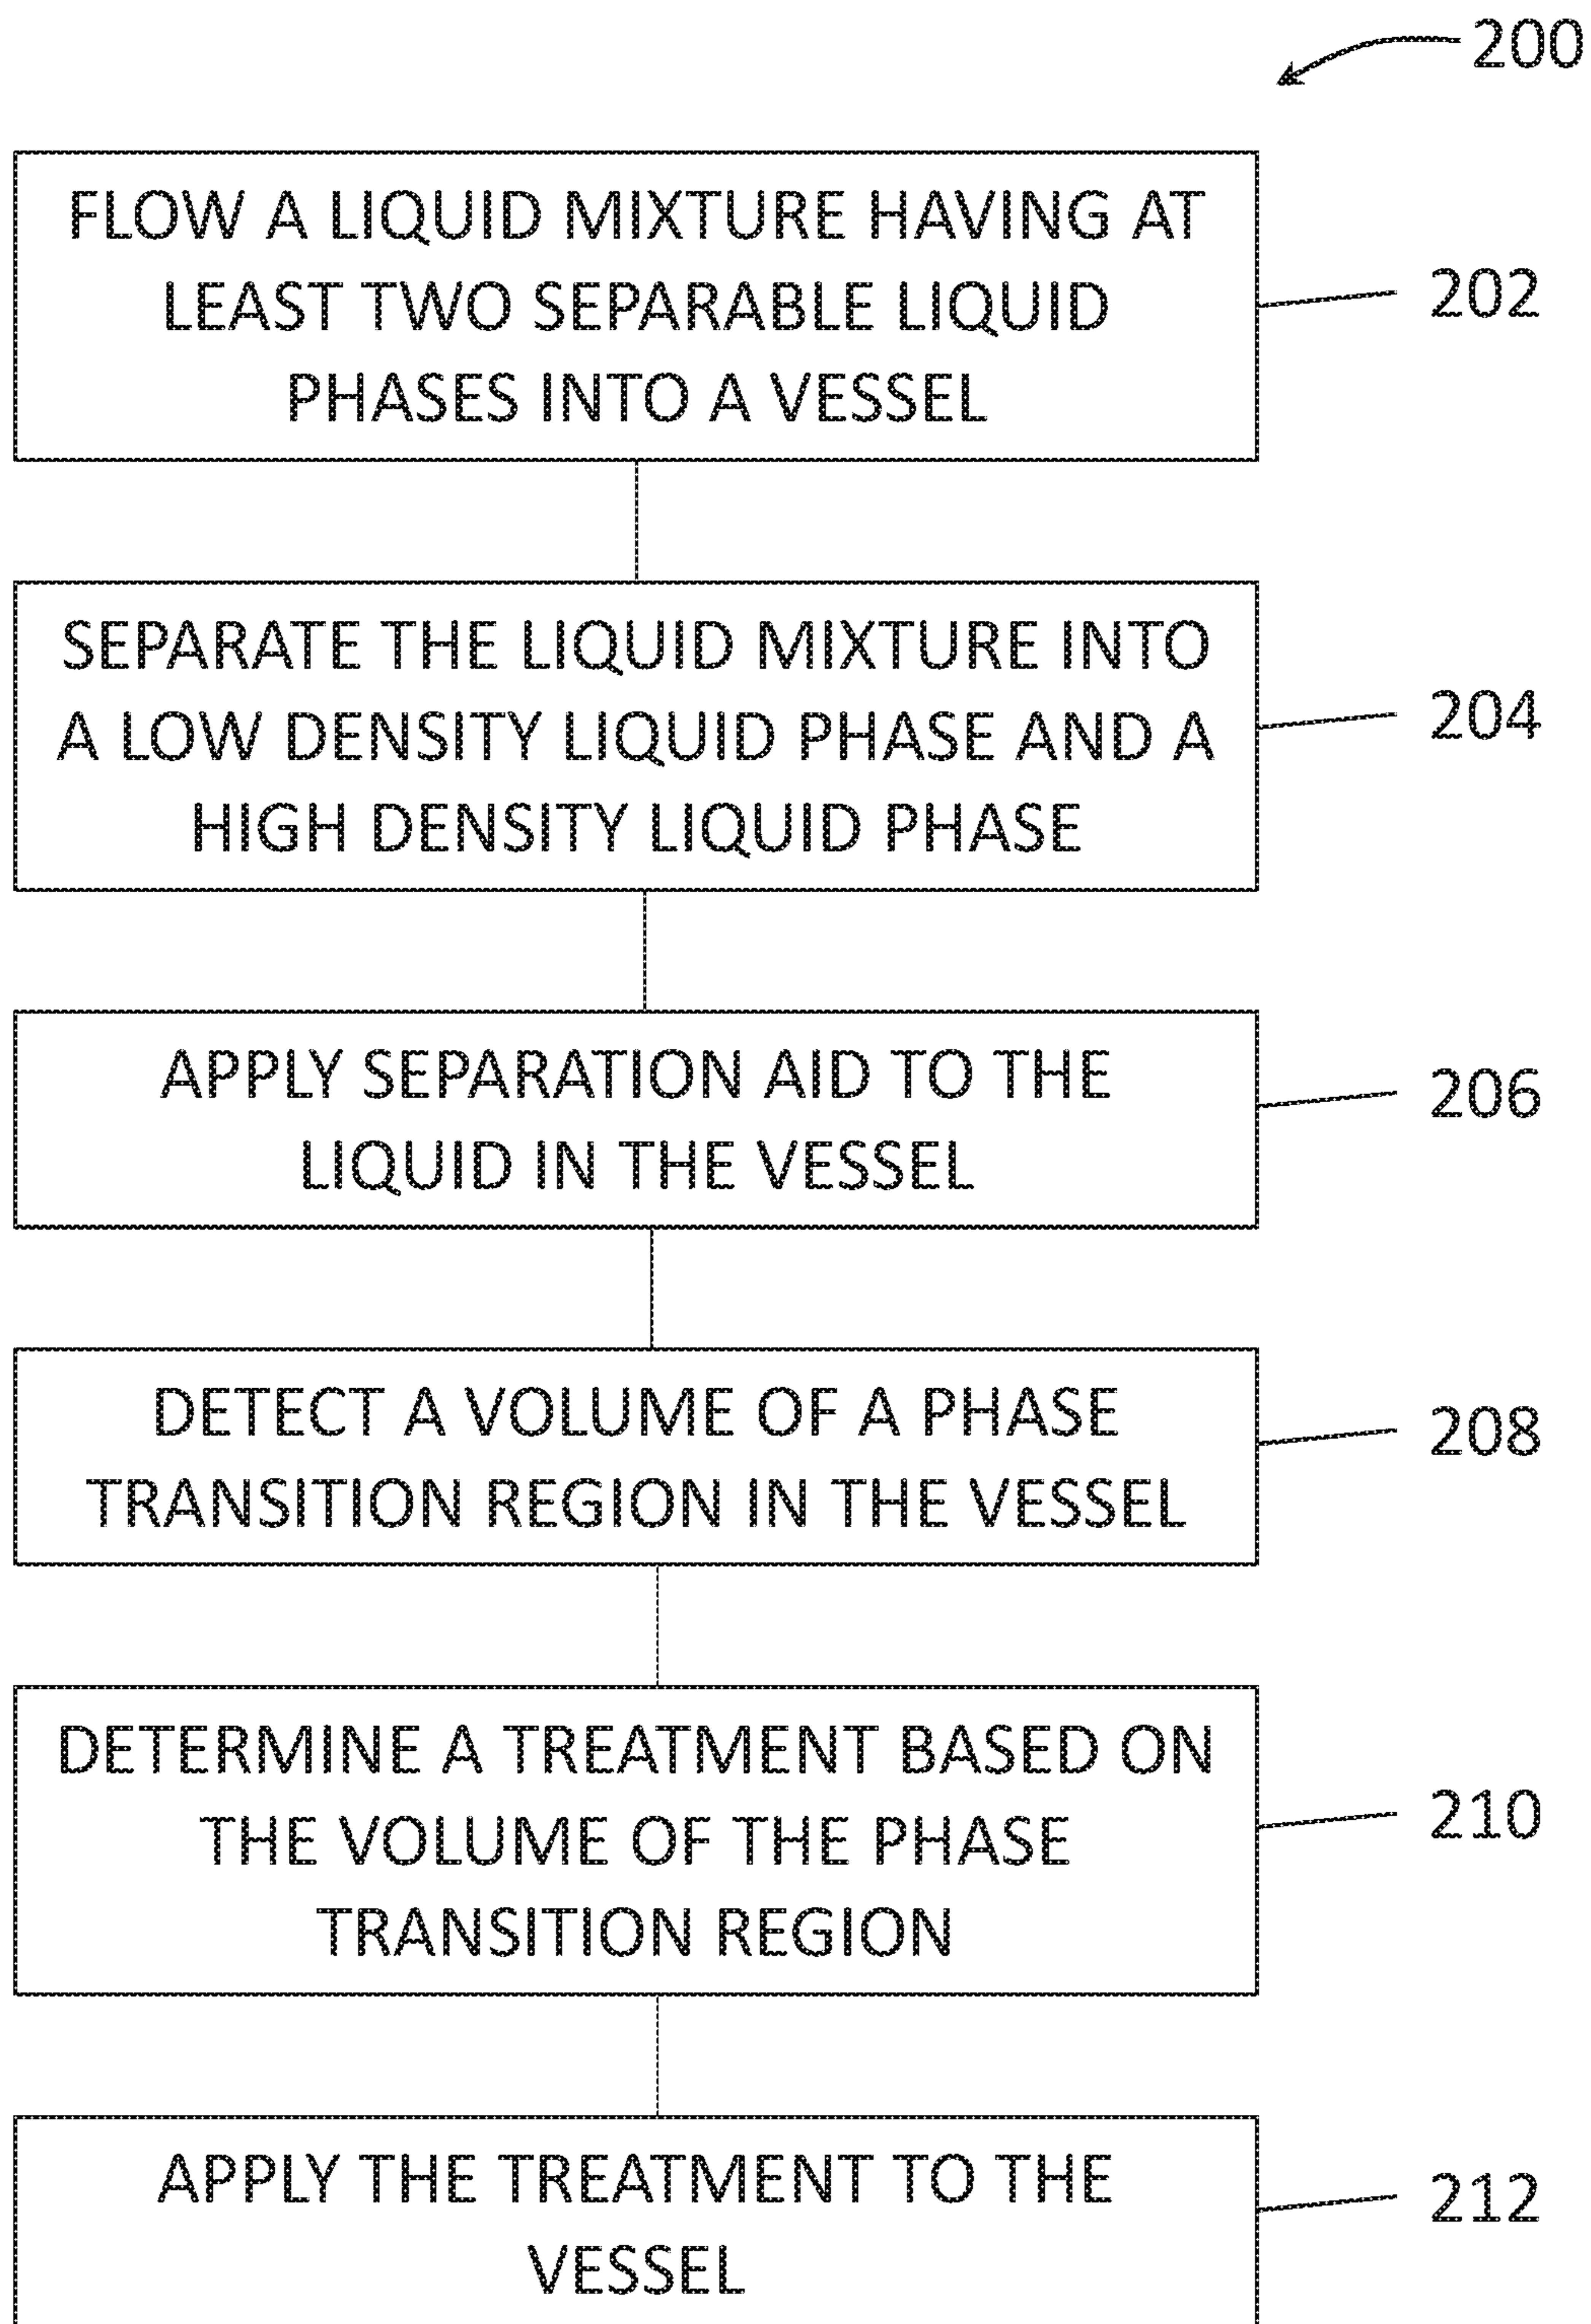 200
FLOW A LIQUID MIXTURE HAVING AT
LEAST TWO SEPARABLE LIQUID
PHASES INTO A VESSEL
202
SEPARATE THE LIQUID MIXTURE INTO
A LOW DENSITY LIQUID PHASE AND A
HIGH DENSITY LIQUID PHASE
204
APPLY SEPARATION AID TO THE
LIQUID IN THE VESSEL
206
DETECT A VOLUME OF A PHASE
TRANSITION REGION IN THE VESSEL
208
DETERMINE A TREATMENT BASED ON
THE VOLUME OF THE PHASE
TRANSITION REGION
210
APPLY THE TREATMENT TO THE
VESSEL
212